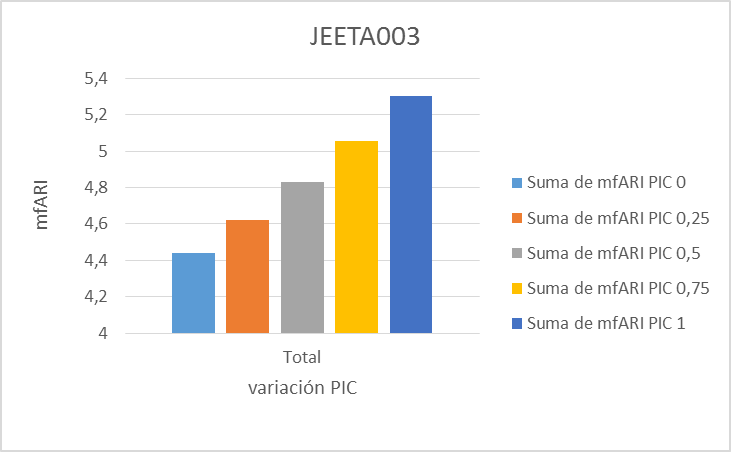 JEETA003
mfARI
5,4
5,2
5
4,8
4,6
4,4
4,2
4
Total
variación PIC
Suma de mfARI PIC 0
Suma de mfARI PIC 0,25
Suma de mfARI PIC 0,5
Suma de mfARI PIC 0,75
Suma de mfARI PIC 1